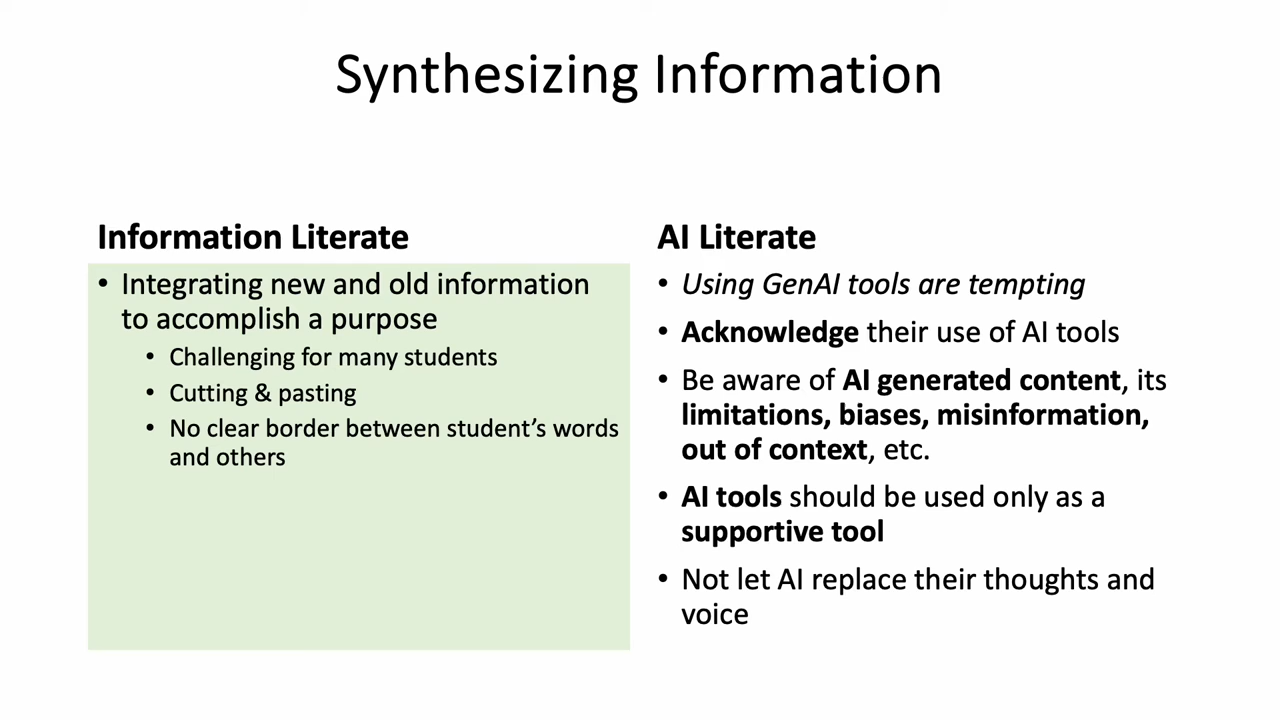 Synthesizing Information
Information Literate
• Integrating new and old information
to accomplish a purpose
• Challenging for many students
• Cutting & pasting
• No clear border between student’s words
and others
AI Literate
• Using GenAI tools are tempting
• Acknowledge their use of AI tools
• Be aware of AI generated content, its
limitations, biases, misinformation,
out of context, etc.
• AI tools should be used only as a
supportive tool
• Not let AI replace their thoughts and
voice